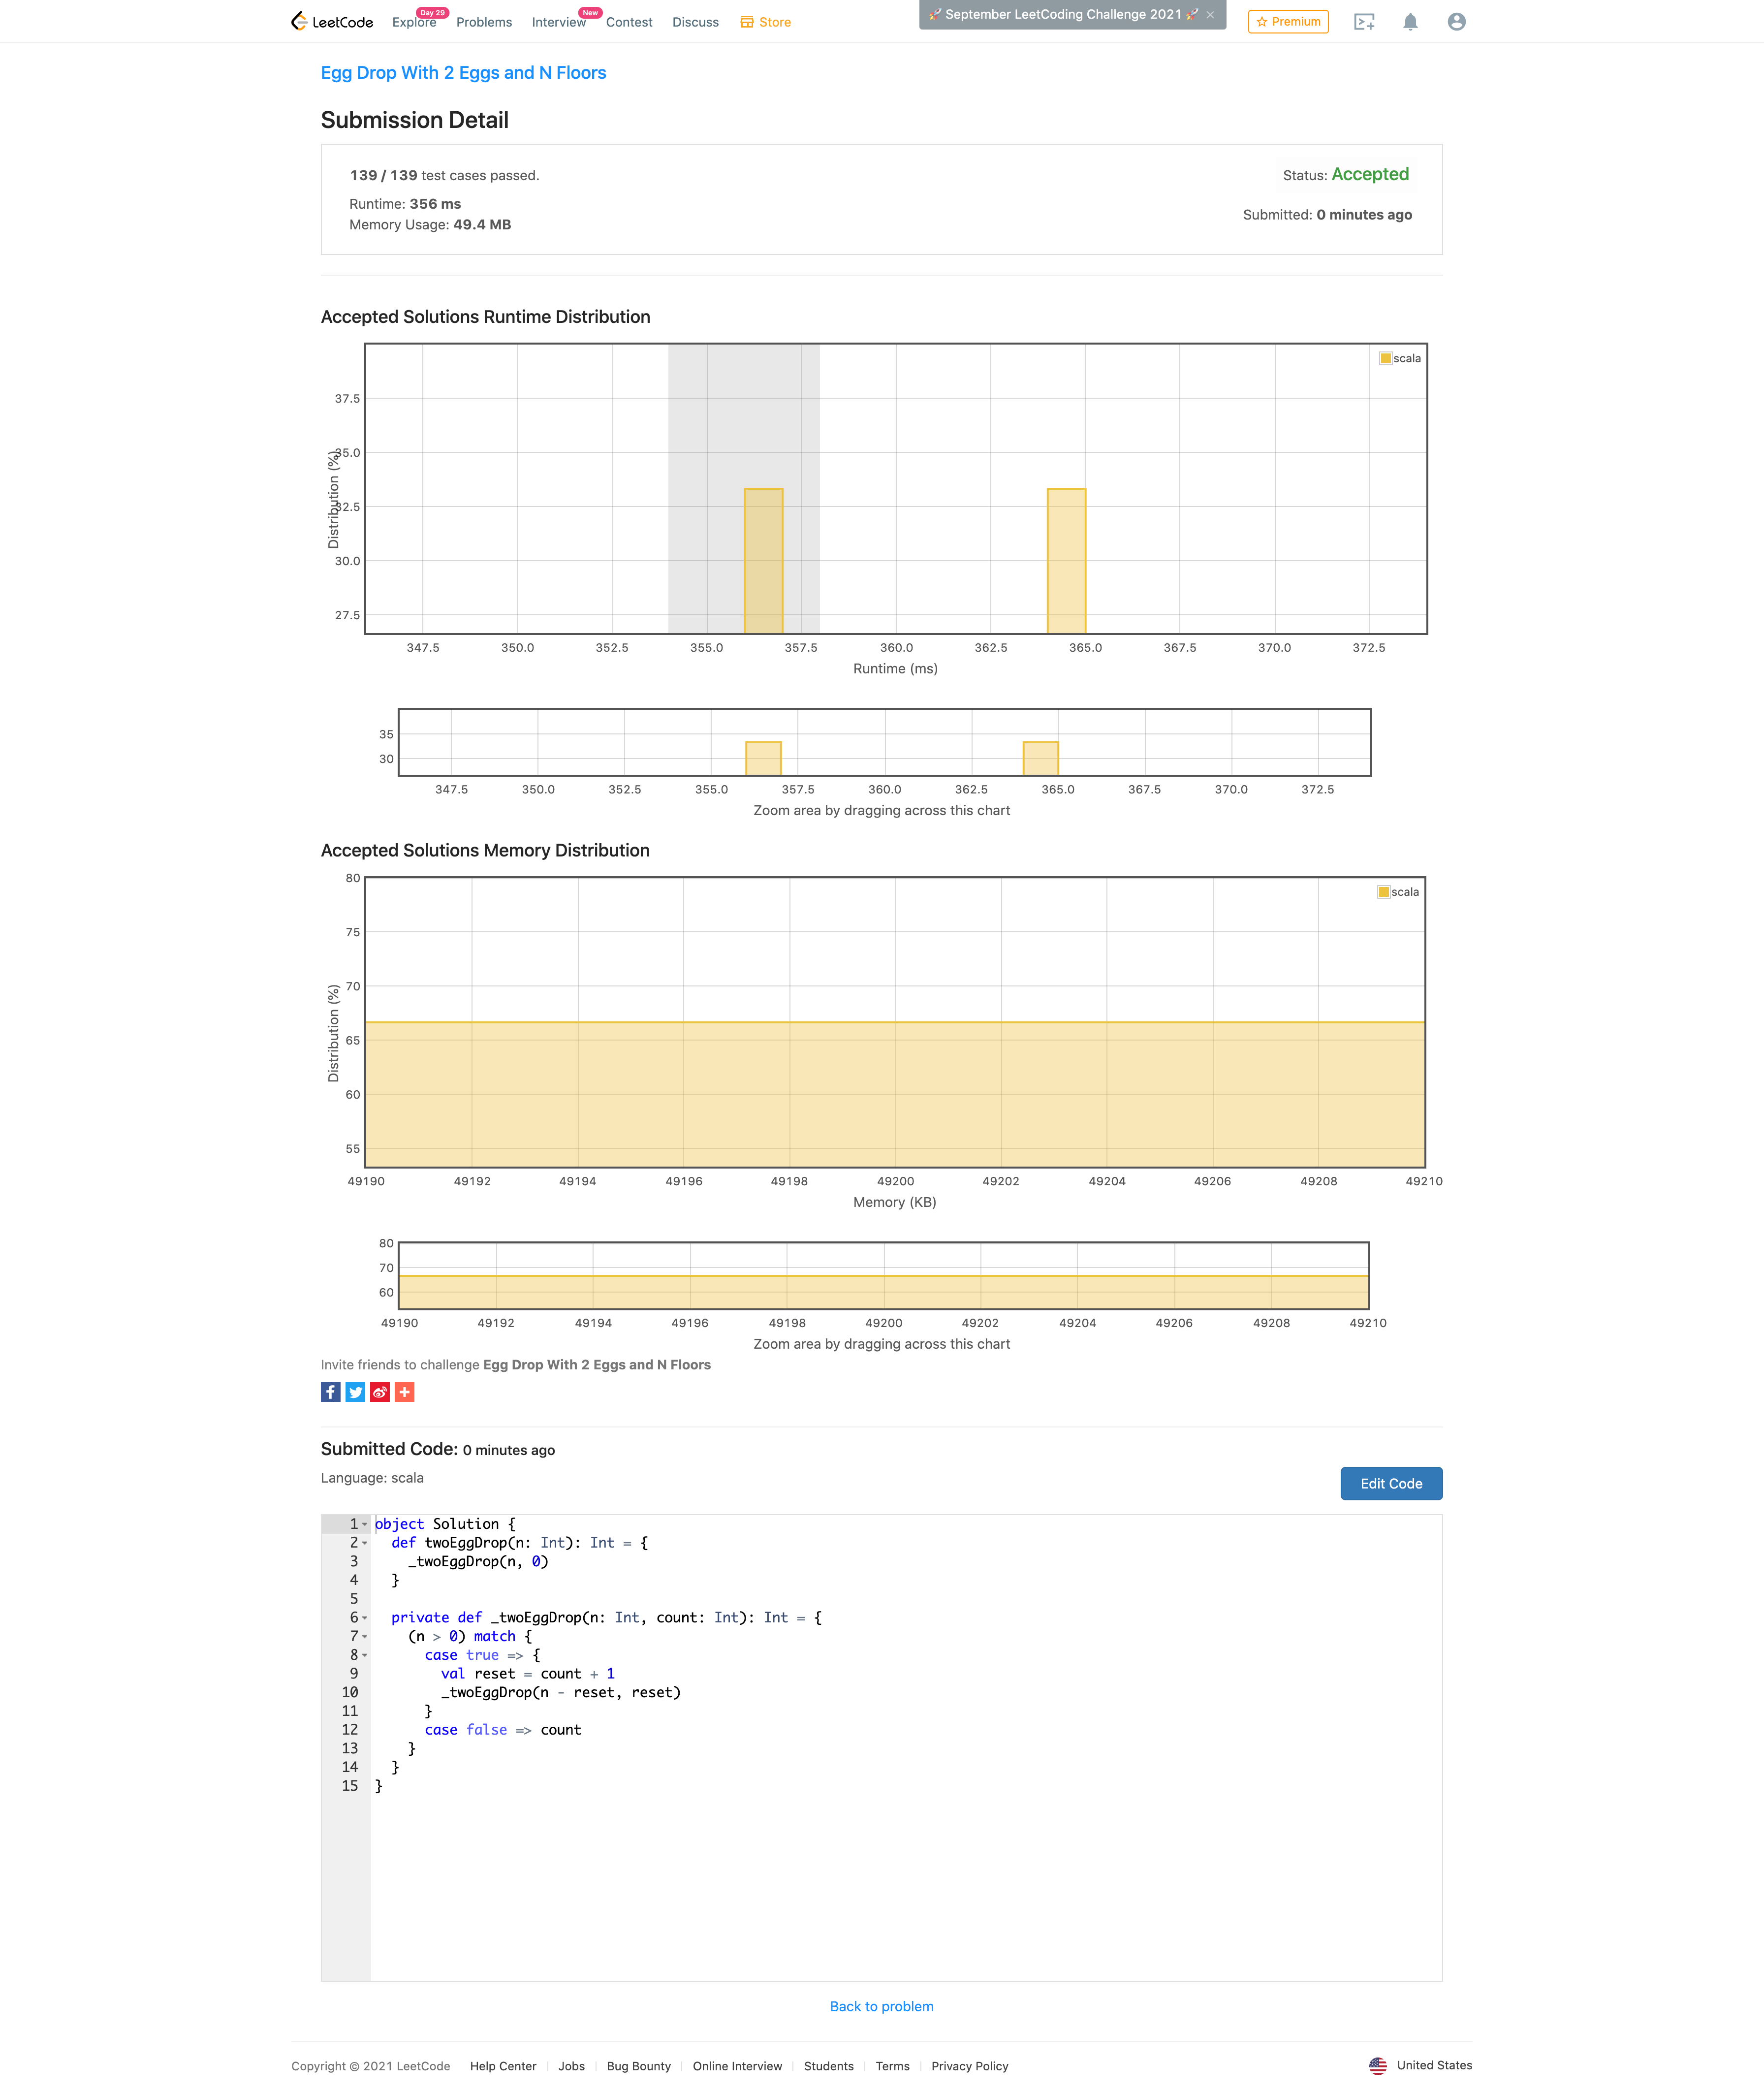 LeetCode Explore Day 29 Problems Interview New Contest Discuss Store 🚀 September LeetCoding Challenge 2021 🚀 × Premium
Egg Drop With 2 Eggs and N Floors
Submission Detail
139 / 139 test cases passed. Status: Accepted
Runtime: 356 ms
Memory Usage: 49.4 MB
Submitted: 0 minutes ago
Accepted Solutions Runtime Distribution
scala
37.5
35.0
32.5
30.0
27.5
Distribution (%)
347.5 350.0 352.5 355.0 357.5 360.0 362.5 365.0 367.5 370.0 372.5
Runtime (ms)
35
30
347.5 350.0 352.5 355.0 357.5 360.0 362.5 365.0 367.5 370.0 372.5
Zoom area by dragging across this chart
Accepted Solutions Memory Distribution
scala
80
75
70
65
60
55
Distribution (%)
49190 49192 49194 49196 49198 49200 49202 49204 49206 49208 49210
Memory (KB)
80
70
60
49190 49192 49194 49196 49198 49200 49202 49204 49206 49208 49210
Zoom area by dragging across this chart
Invite friends to challenge Egg Drop With 2 Eggs and N Floors
Submitted Code: 0 minutes ago
Language: scala
Edit Code
1 object Solution {
2   def twoEggDrop(n: Int): Int = {
3     _twoEggDrop(n, 0)
4   }
5
6   private def _twoEggDrop(n: Int, count: Int): Int = {
7     (n > 0) match {
8       case true => {
9         val reset = count + 1
10         _twoEggDrop(n - reset, reset)
11       }
12       case false => count
13     }
14   }
15 }
Back to problem
Copyright © 2021 LeetCode Help Center Jobs Bug Bounty Online Interview Students Terms Privacy Policy United States